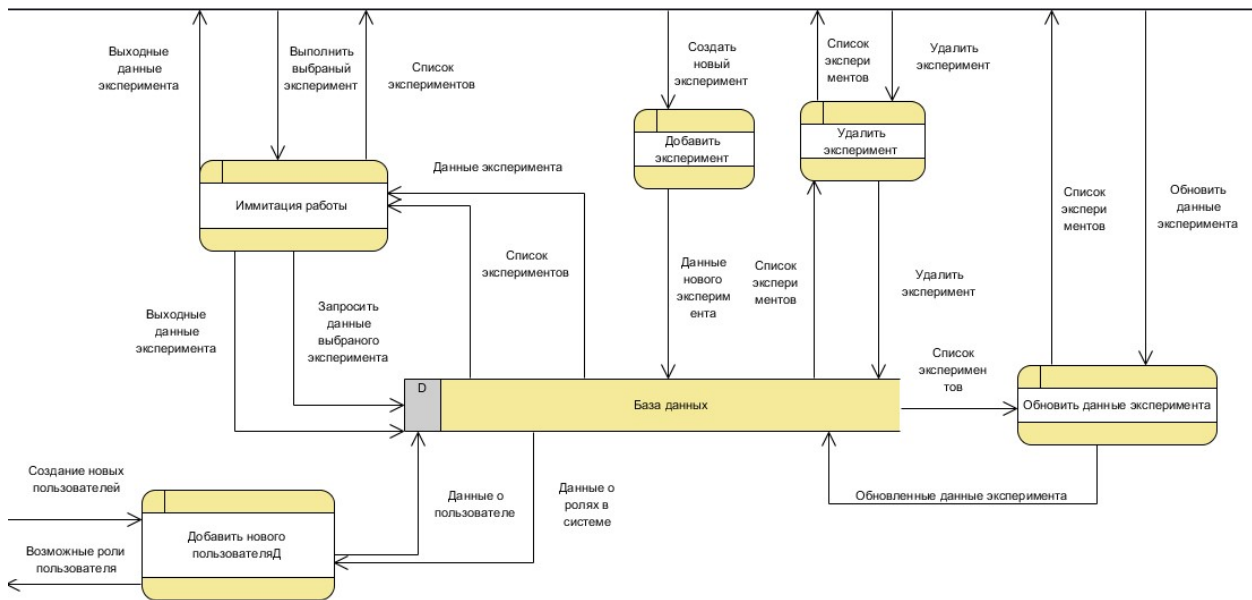 Выходные
данные
эксперимента
Выполнить
выбраный
эксперимент
Список
экспериментов
Создать
новый
эксперимент
Список
экспери
ментов
Удалить
эксперимент
Добавить
эксперимент
Удалить
эксперимент
Данные эксперимента
Иммитация работы
Список
экспери
ментов
Обновить
данные
эксперимента
Список
экспериментов
Данные
нового
эксперим
ента
Список
экспери
ментов
Удалить
эксперимент
Выходные
данные
эксперимента
Запросить
данные
выбраного
эксперимента
Список
эксперимен
тов
D
База данных
Обновить данные эксперимента
Создание новых
пользователей
Данные о
пользователе
Данные о
ролях в
системе
Обновленные данные эксперимента
Добавить нового
пользователяД
Возможные роли
пользователя